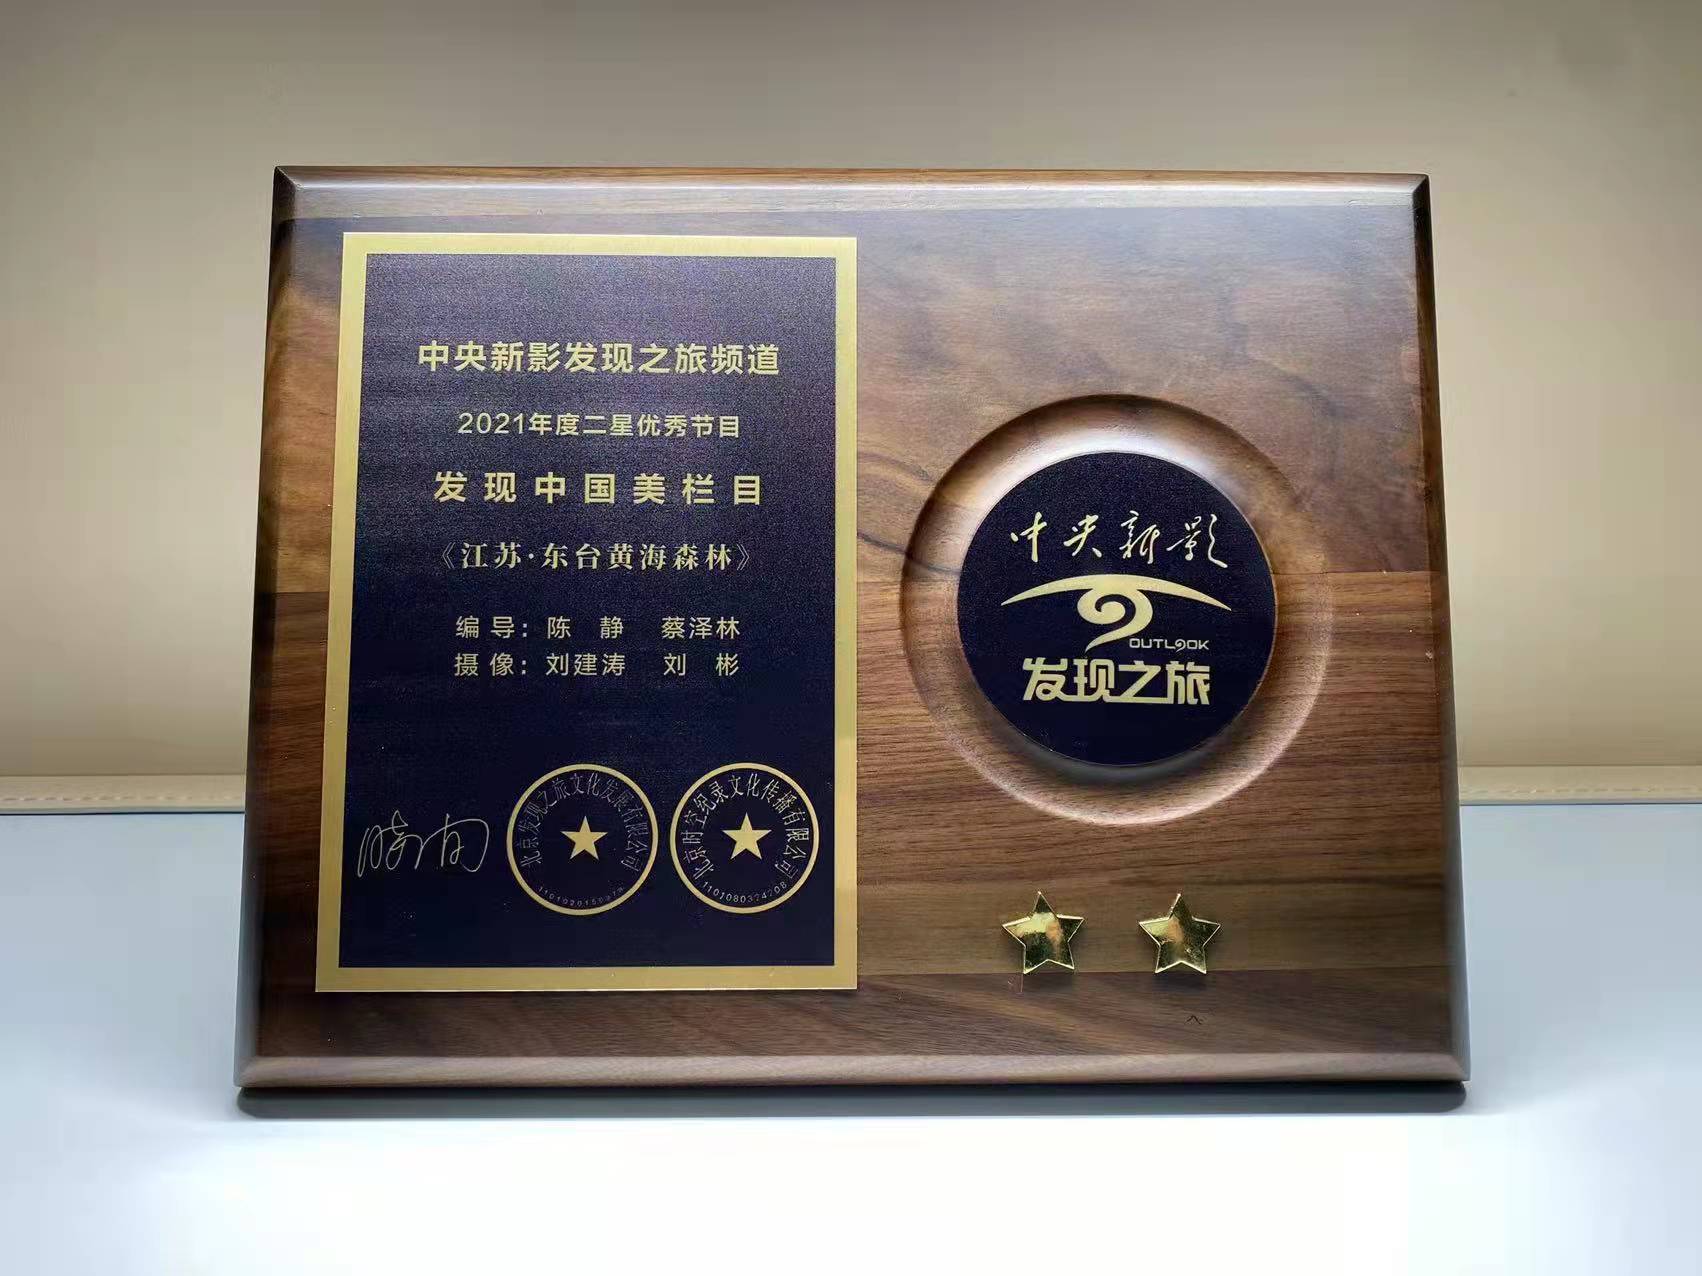 中央新影发现之旅频道
2021年度二星优秀节目
发现中国美栏目
《江苏·东台黄海森林》
编导：陈 静 蔡泽林
摄像：刘建涛 刘 彬
北京发现之旅文化发展有限公司
北京时空纪录文化传播有限公司
1101080324208
中央新影
OUTLOOK
发现之旅